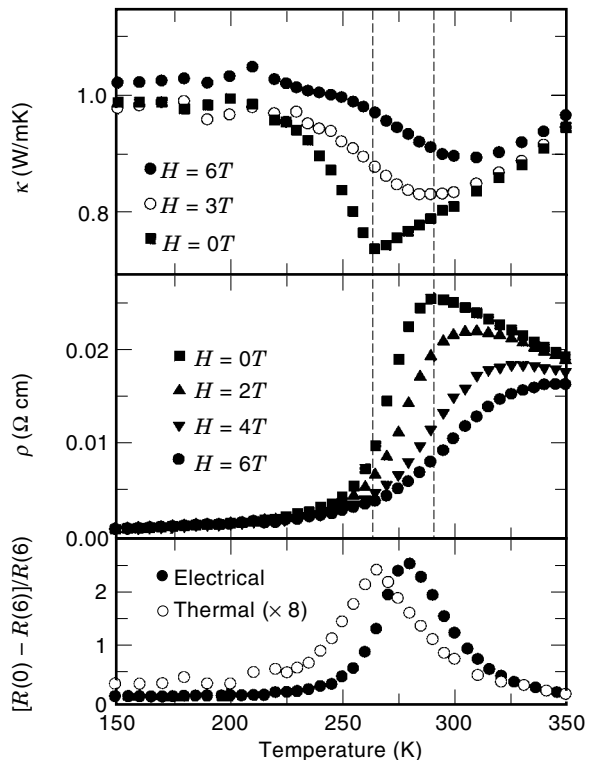 κ (W/mK)
1.0
0.8
H = 6T
H = 3T
H = 0T
ρ (Ω cm)
0.02
0.01
0.00
H = 0T
H = 2T
H = 4T
H = 6T
[R(0) – R(6)]/R(6)
2
1
0
Electrical
Thermal (× 8)
150 200 250 300 350
Temperature (K)